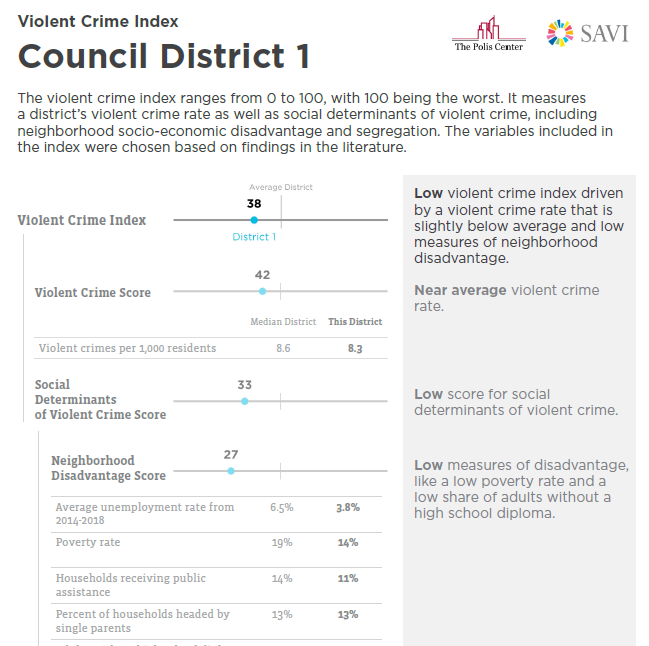 Violent Crime Index
Council District 1
The Polis Center
SAVI
The violent crime index ranges from 0 to 100, with 100 being the worst. It measures
a district's violent crime rate as well as social determinants of violent crime, including
neighborhood socio-economic disadvantage and segregation. The variables included in
the index were chosen based on findings in the literature.
Average District
38
Violent Crime Index
District 1
Low violent crime index driven
by a violent crime rate that is
slightly below average and low
measures of neighborhood
disadvantage.
42
Violent Crime Score
Near average violent crime
rate.
Median District This District
Violent crimes per 1,000 residents 8.6 8.3
33
Social
Determinants
of Violent Crime Score
Low score for social
determinants of violent crime.
27
Neighborhood
Disadvantage Score
Low measures of disadvantage,
like a low poverty rate and a
low share of adults without a
high school diploma.
Average unemployment rate from 6.5% 3.8%
2014-2018
Poverty rate 19% 14%
Households receiving public 14% 11%
assistance
Percent of households headed by 13% 13%
single parents